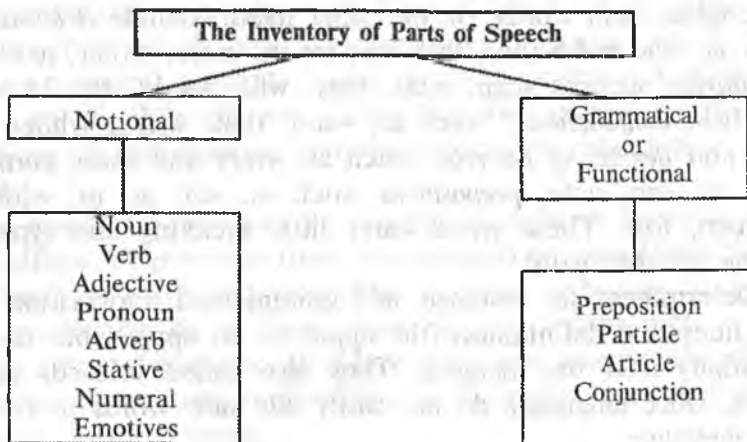 The Inventory of Parts of Speech
Notional
Grammatical
or
Functional
Noun
Verb
Adjective
Pronoun
Adverb
Stative
Numeral
Emotives
Preposition
Particle
Article
Conjunction